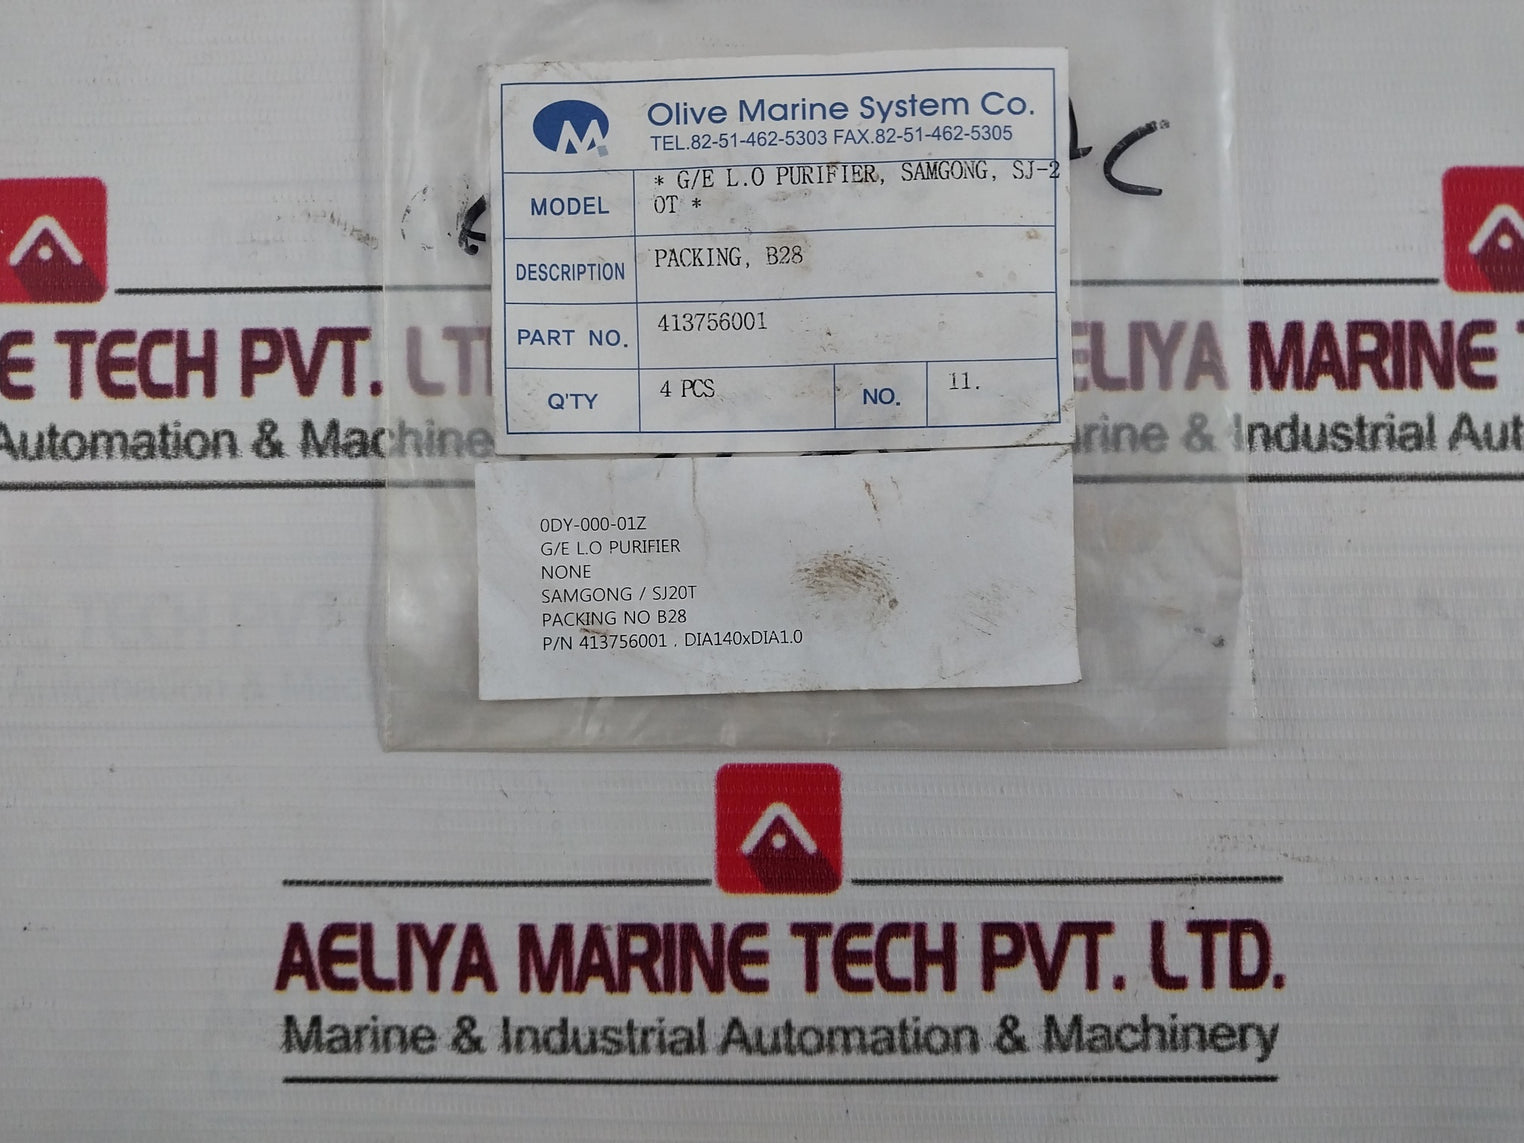 Olive Marine System Co.
TEL.82-51-462-5303 FAX.82-51-462-5305
MODEL
* G/E L.O PURIFIER, SAMGONG, SJ-2
OT *
DESCRIPTION
PACKING, B28
PART NO.
413756001
Q'TY
4 PCS
NO.
11.
0DY-000-01Z
G/E L.O PURIFIER
NONE
SAMGONG / SJ20T
PACKING NO B28
P/N 413756001 , DIA140xDIA1.0
E TECH PVT. LT
Automation & Machine
ELIYA MARINE
rine & Industrial Aut
AELIYA MARINE TECH PVT. LTD.
Marine & Industrial Automation & Machinery